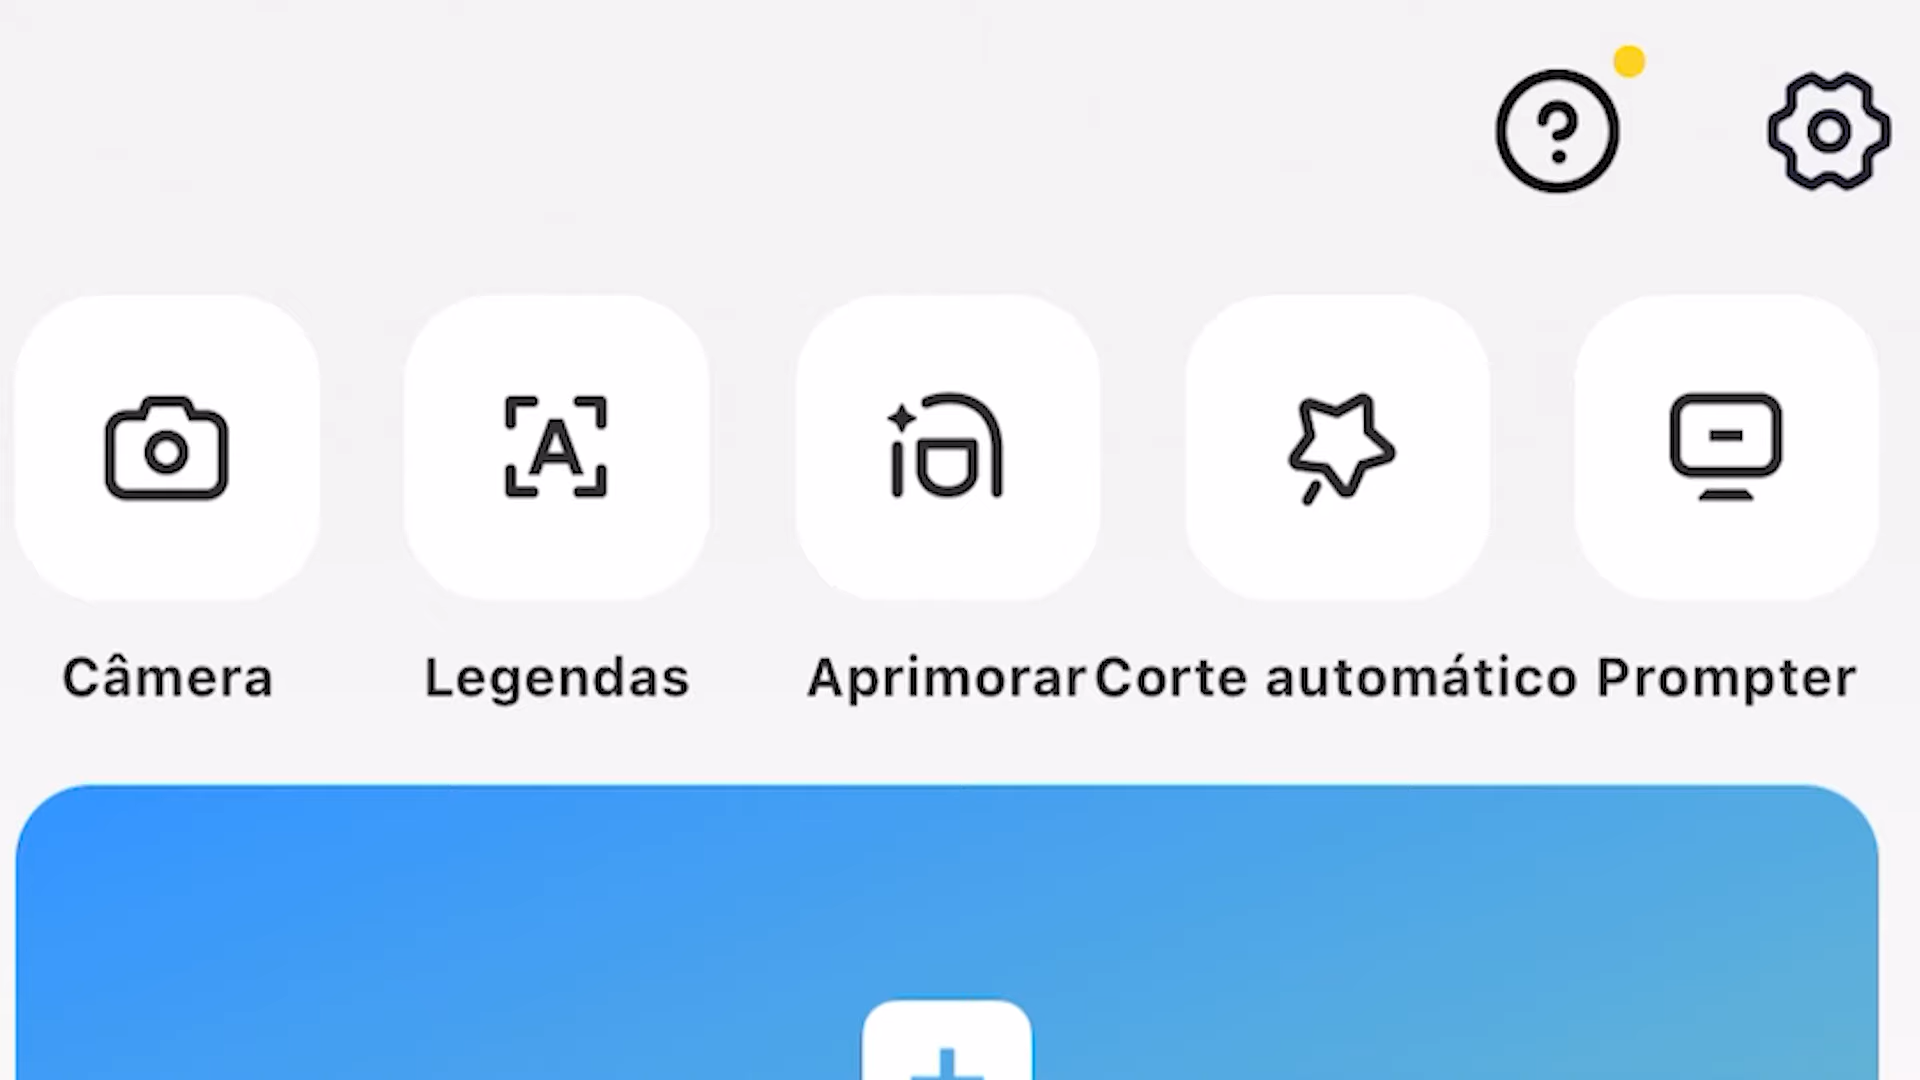 Câmera
Legendas
Aprimorar
Corte automático
Prompter